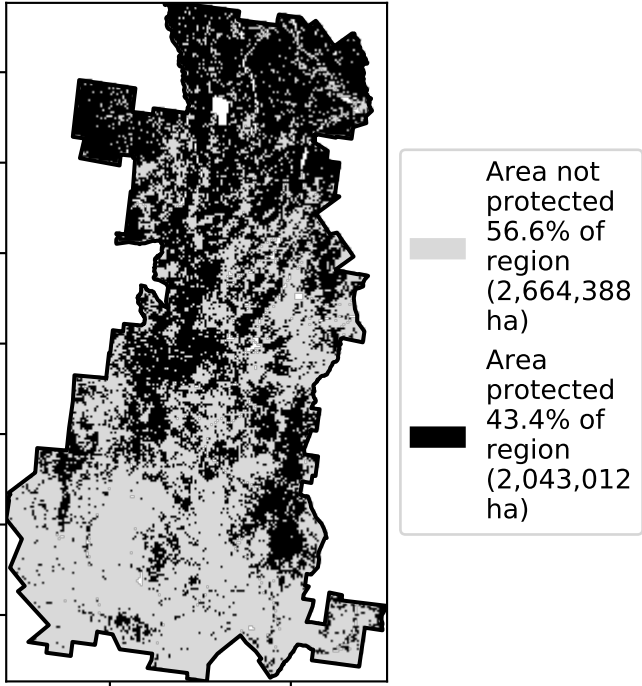 Area not
protected
56.6% of
region
(2,664,388
ha)
Area
protected
43.4% of
region
(2,043,012
ha)